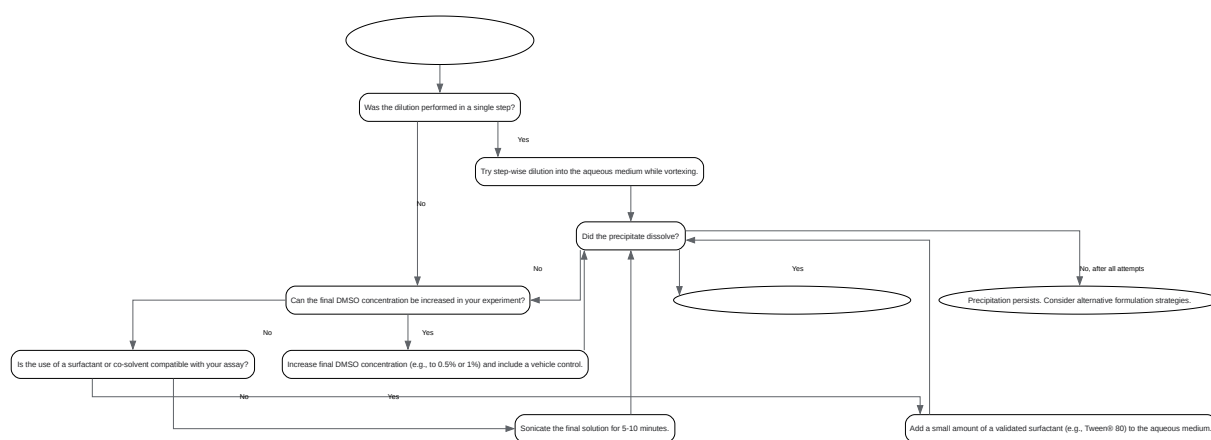 Was the dilution performed in a single step?
Yes
Try step-wise dilution into the aqueous medium while vortexing.
No
Did the precipitate dissolve?
No
Yes
No, after all attempts
Can the final DMSO concentration be increased in your experiment?
Precipitation persists. Consider alternative formulation strategies.
No
Yes
Is the use of a surfactant or co-solvent compatible with your assay?
Increase final DMSO concentration (e.g., to 0.5% or 1%) and include a vehicle control.
No
Yes
Sonicate the final solution for 5-10 minutes.
Add a small amount of a validated surfactant (e.g., Tween® 80) to the aqueous medium.